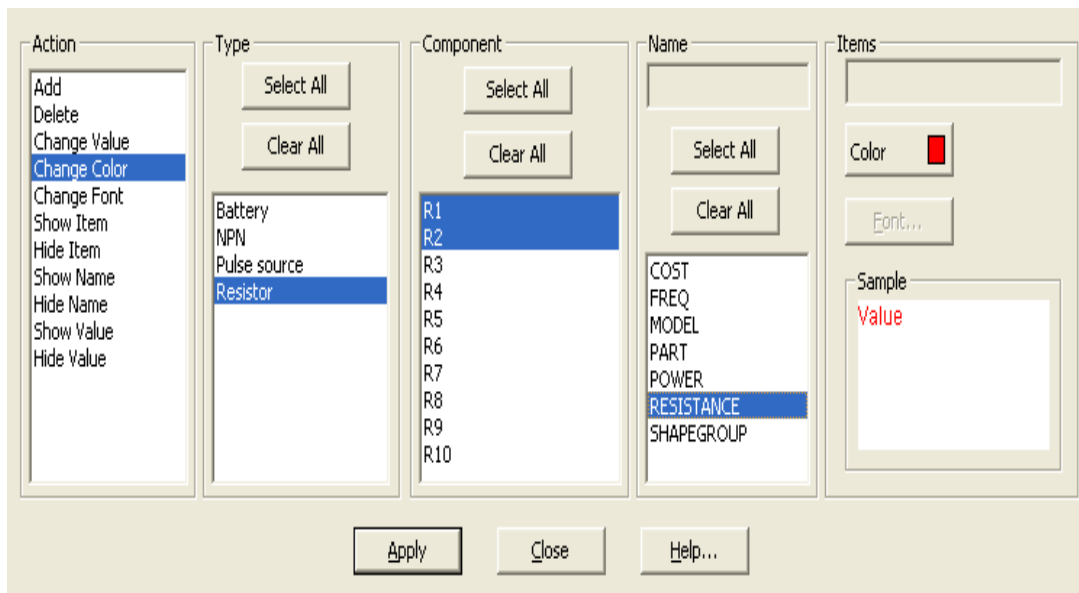 Action
Add
Delete
Change Value
Change Color
Change Font
Show Item
Hide Item
Show Name
Hide Name
Show Value
Hide Value
Type
Select All
Clear All
Battery
NPN
Pulse source
Resistor
Component
Select All
Clear All
R1
R2
R3
R4
R5
R6
R7
R8
R9
R10
Name
Select All
Clear All
COST
FREQ
MODEL
PART
POWER
RESISTANCE
SHAPEGROUP
Items
Color
Font...
Sample
Value
Apply
Close
Help...